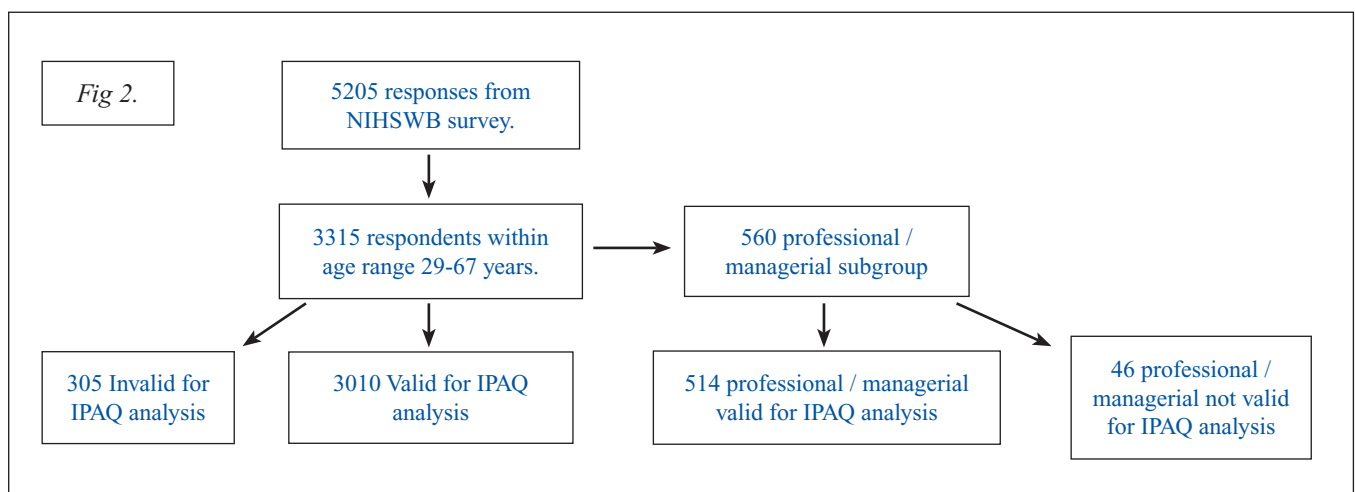 Fig 2.
5205 responses from
NIHSWB survey.
3315 respondents within
age range 29-67 years.
560 professional /
managerial subgroup
305 Invalid for
IPAQ analysis
3010 Valid for IPAQ
analysis
514 professional / managerial
valid for IPAQ analysis
46 professional /
managerial not valid
for IPAQ analysis